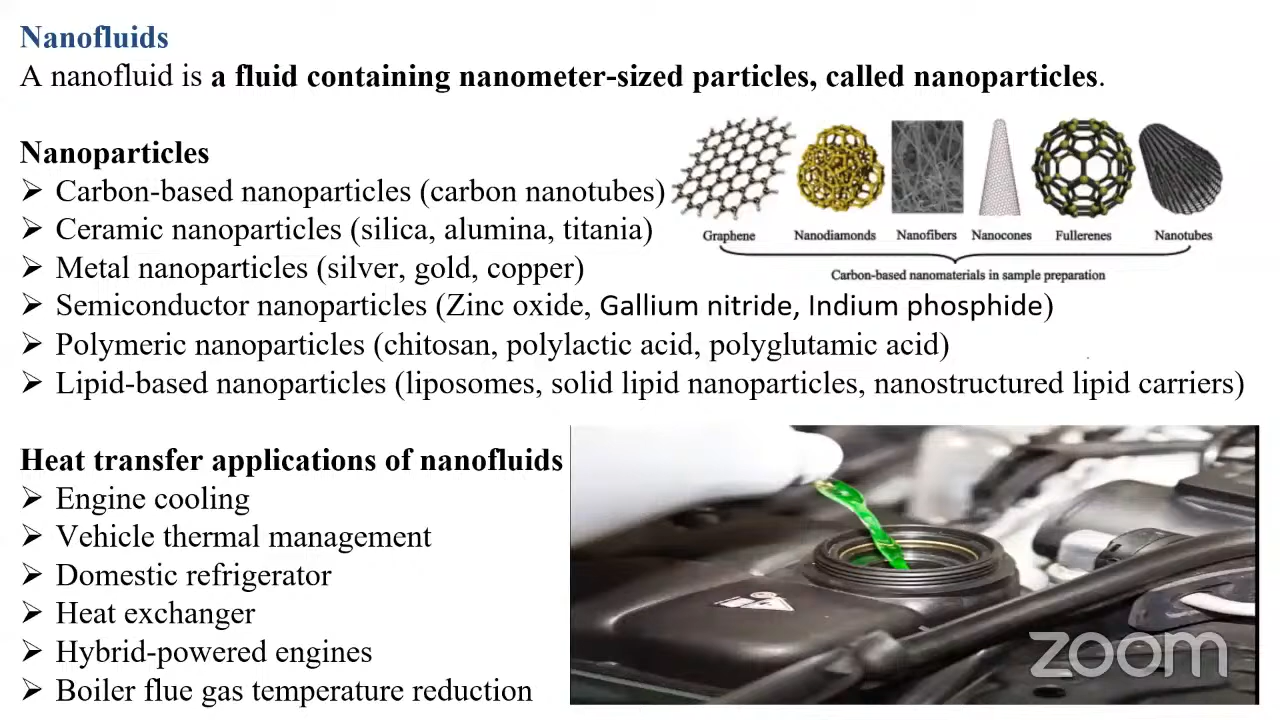 Nanofluids
A nanofluid is a fluid containing nanometer-sized particles, called nanoparticles.
Nanoparticles
➢ Carbon-based nanoparticles (carbon nanotubes)
➢ Ceramic nanoparticles (silica, alumina, titania)
➢ Metal nanoparticles (silver, gold, copper)
➢ Semiconductor nanoparticles (Zinc oxide, Gallium nitride, Indium phosphide)
➢ Polymeric nanoparticles (chitosan, polylactic acid, polyglutamic acid)
➢ Lipid-based nanoparticles (liposomes, solid lipid nanoparticles, nanostructured lipid carriers)
Graphene Nanodiamonds Nanofibers Nanocones Fullerenes Nanotubes
Carbon-based nanomaterials in sample preparation
Heat transfer applications of nanofluids
➢ Engine cooling
➢ Vehicle thermal management
➢ Domestic refrigerator
➢ Heat exchanger
➢ Hybrid-powered engines
➢ Boiler flue gas temperature reduction
zoom